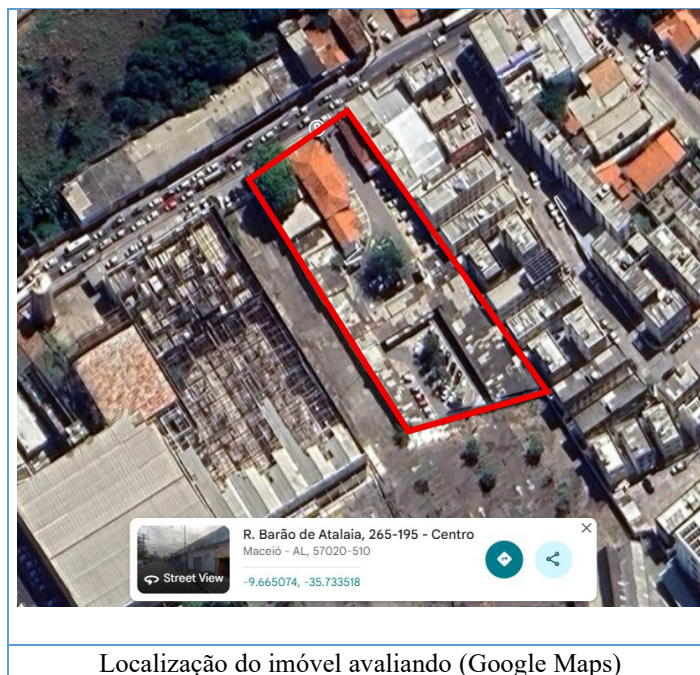 R. Barão de Atalaia, 265-195 - Centro
Maceió - AL, 57020-510
Street View
-9.665074, -35.733518
Localização do imóvel avaliando (Google Maps)